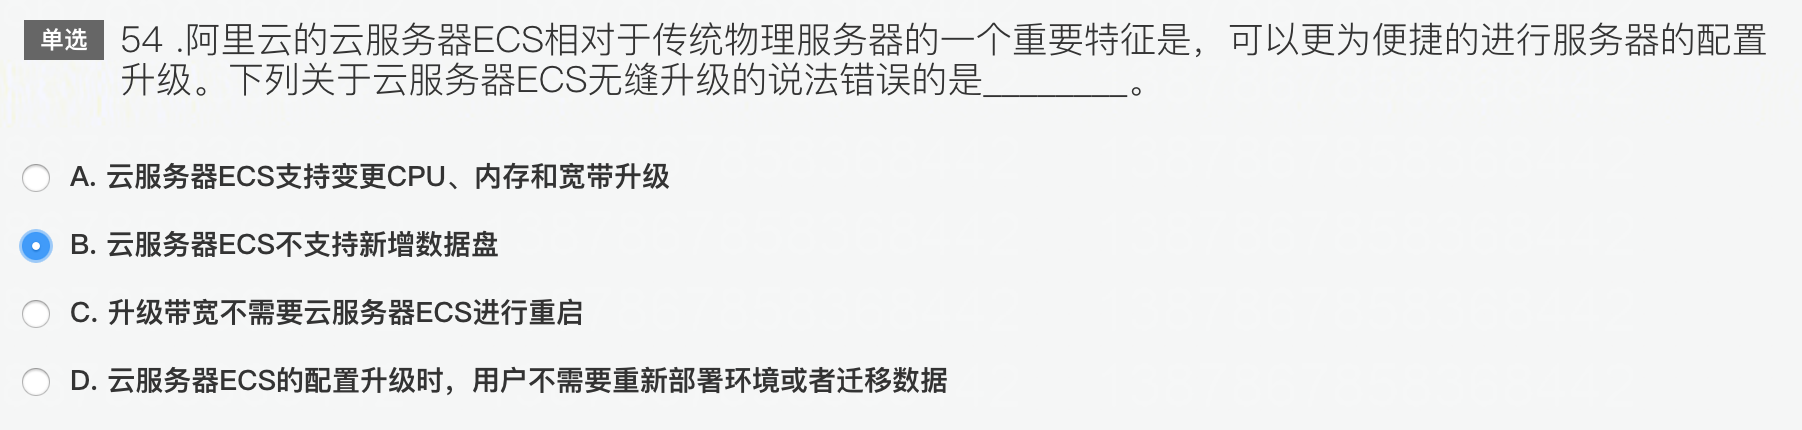 单选 54 .阿里云的云服务器ECS相对于传统物理服务器的一个重要特征是，可以更为便捷的进行服务器的配置
升级。下列关于云服务器ECS无缝升级的说法错误的是________。
A. 云服务器ECS支持变更CPU、内存和宽带升级
B. 云服务器ECS不支持新增数据盘
C. 升级带宽不需要云服务器ECS进行重启
D. 云服务器ECS的配置升级时，用户不需要重新部署环境或者迁移数据